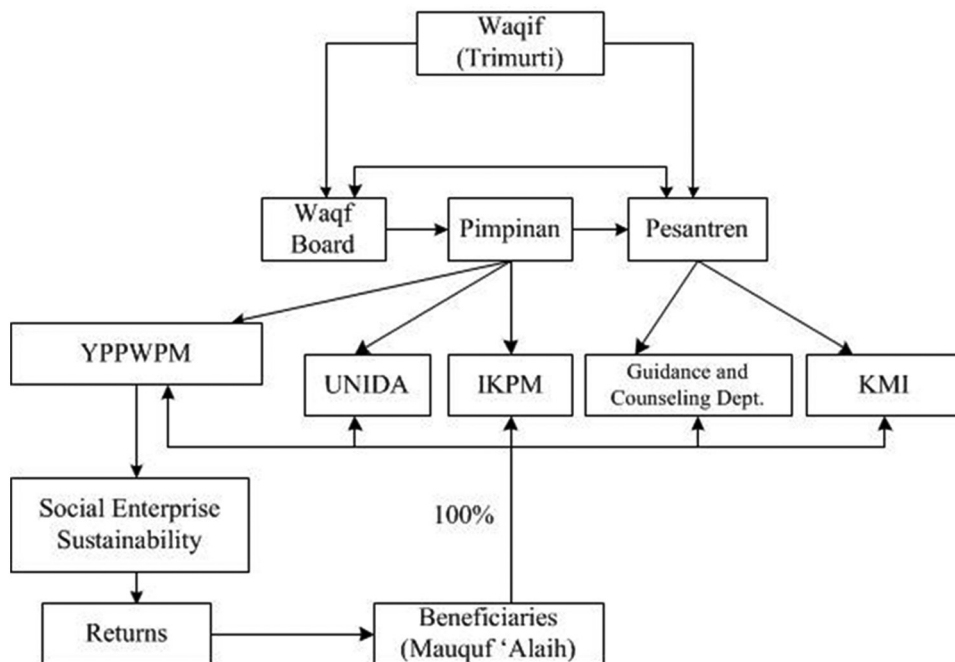 Waqif
(Trimurti)
Waqf
Board
Pimpinan
Pesantren
YPPWPM
UNIDA
IKPM
Guidance and
Counseling Dept.
KMI
Social Enterprise
Sustainability
100%
Returns
Beneficiaries
(Mauquf ‘Alaih)